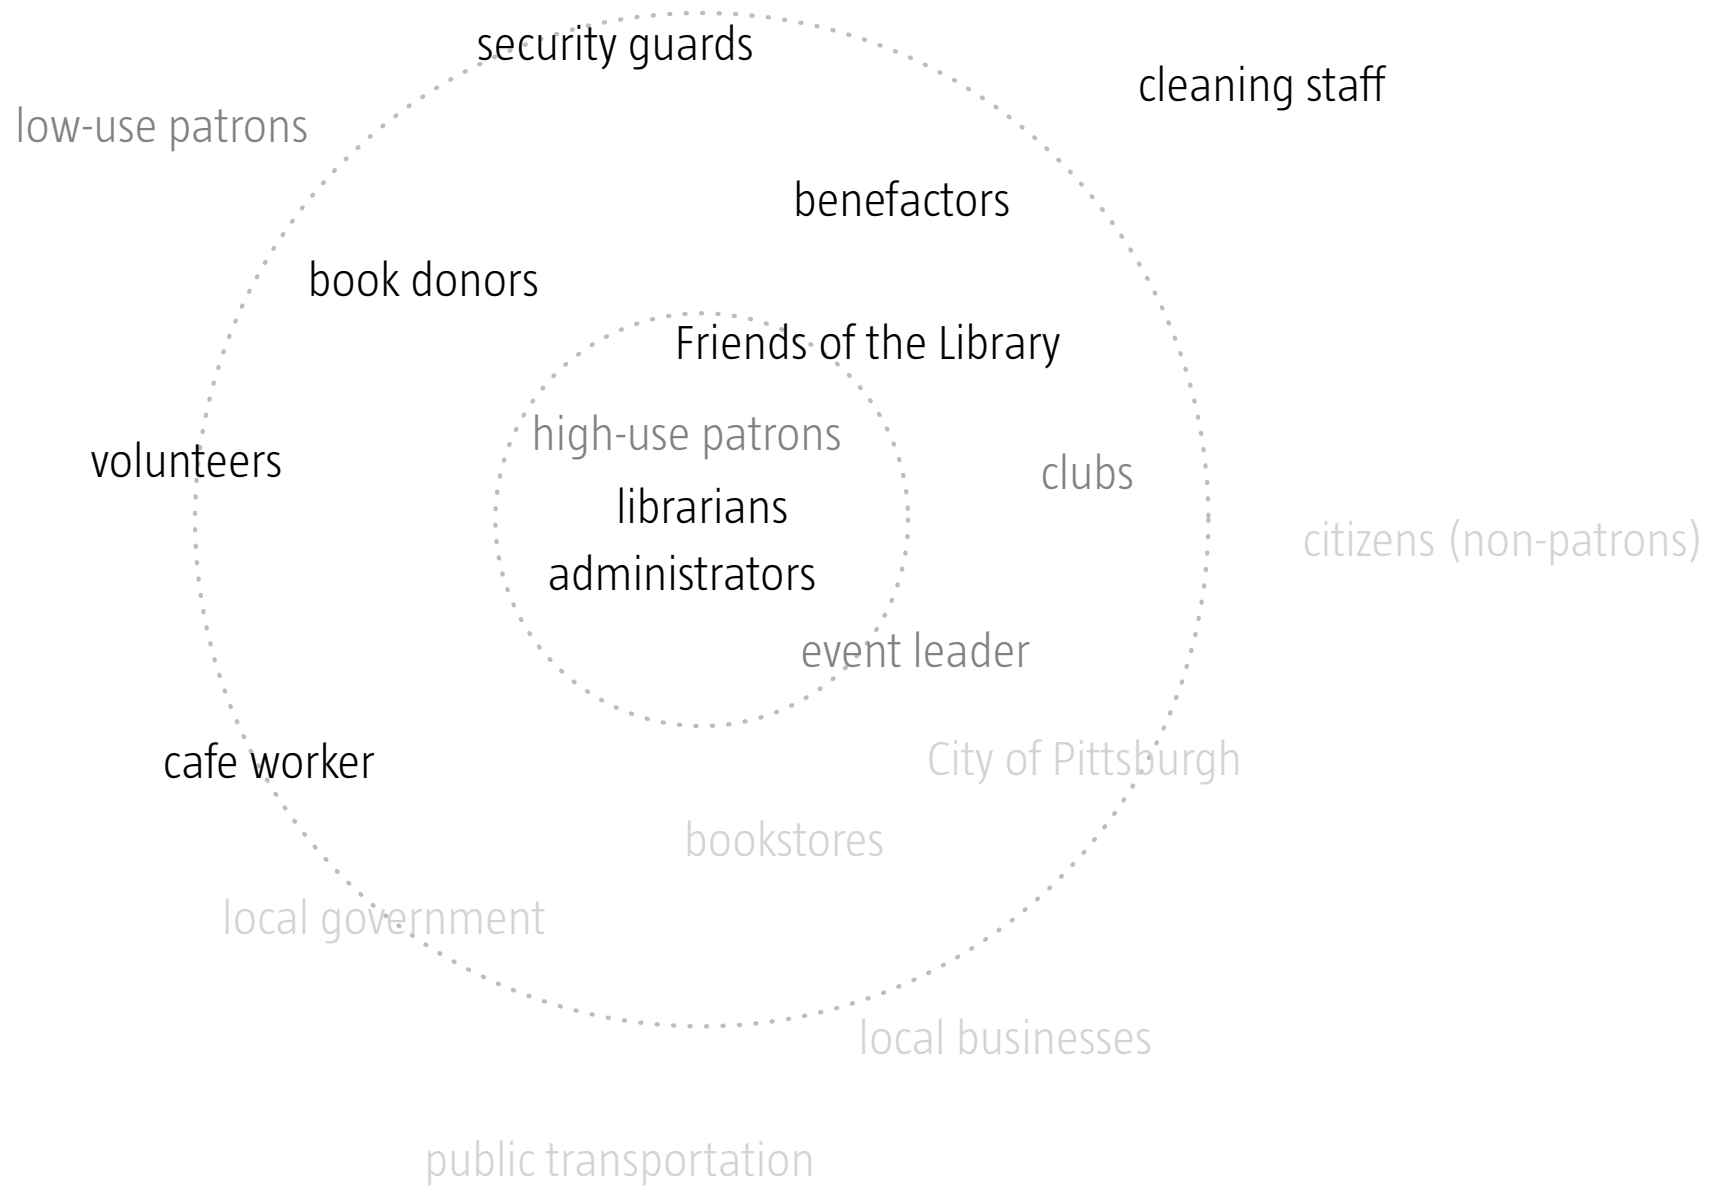 security guards
cleaning staff
low-use patrons
benefactors
book donors
Friends of the Library
high-use patrons
volunteers
clubs
librarians
citizens (non-patrons)
administrators
event leader
cafe worker
City of Pittsburgh
bookstores
local government
local businesses
public transportation